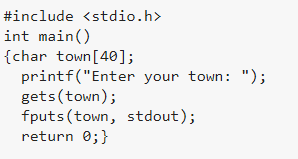 #include <stdio.h>
int main()
{char town[40];
  printf("Enter your town: ");
  gets(town);
  fputs(town, stdout);
  return 0;}